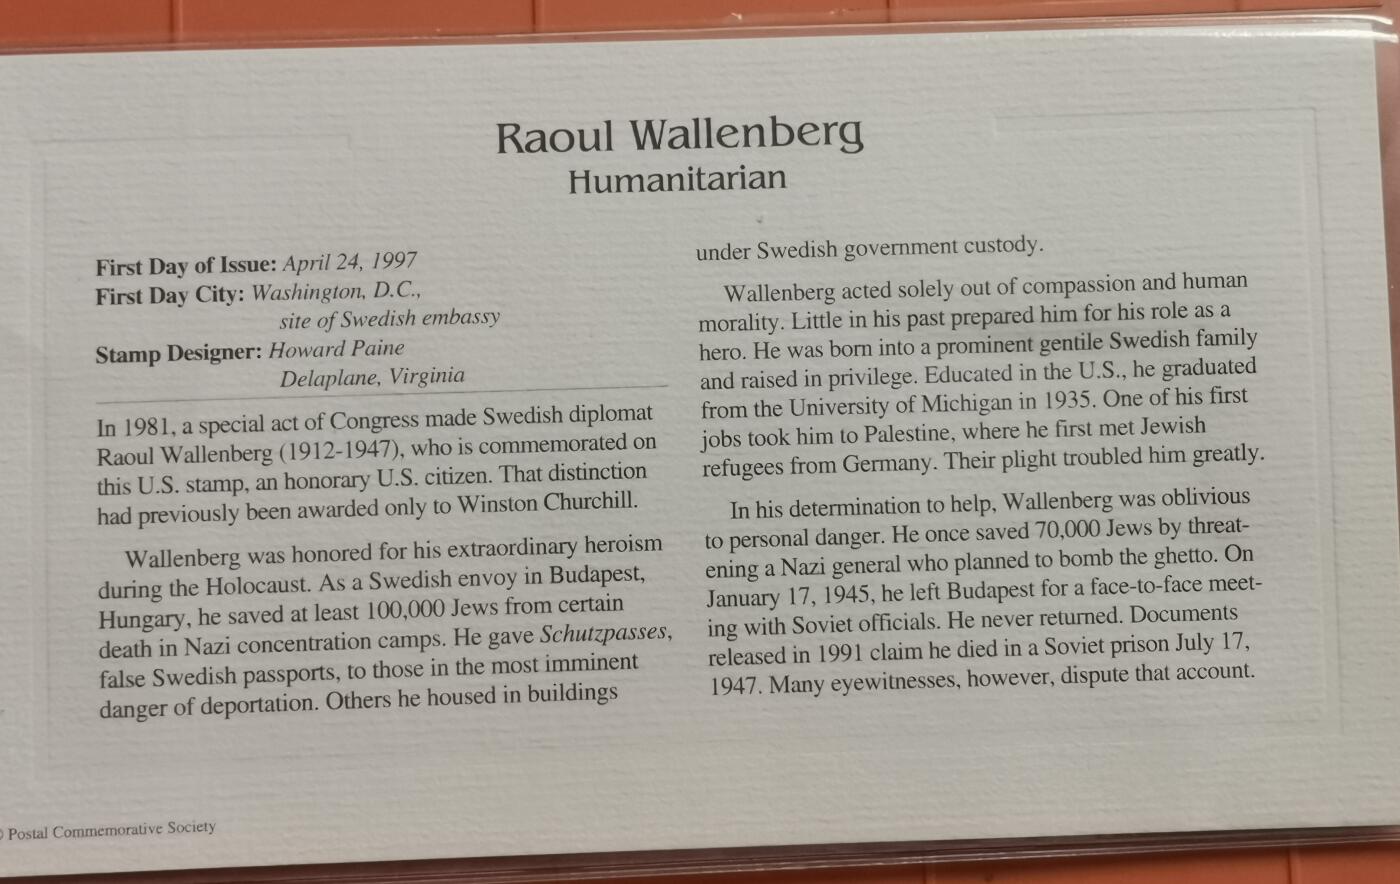 Raoul Wallenberg
Humanitarian
First Day of Issue: April 24, 1997
First Day City: Washington, D.C.,
site of Swedish embassy
Stamp Designer: Howard Paine
Delaplane, Virginia
In 1981, a special act of Congress made Swedish diplomat
Raoul Wallenberg (1912-1947), who is commemorated on
this U.S. stamp, an honorary U.S. citizen. That distinction
had previously been awarded only to Winston Churchill.
Wallenberg was honored for his extraordinary heroism
during the Holocaust. As a Swedish envoy in Budapest,
Hungary, he saved at least 100,000 Jews from certain
death in Nazi concentration camps. He gave Schutzpasses,
false Swedish passports, to those in the most imminent
danger of deportation. Others he housed in buildings
under Swedish government custody.
Wallenberg acted solely out of compassion and human
morality. Little in his past prepared him for his role as a
hero. He was born into a prominent gentile Swedish family
and raised in privilege. Educated in the U.S., he graduated
from the University of Michigan in 1935. One of his first
jobs took him to Palestine, where he first met Jewish
refugees from Germany. Their plight troubled him greatly.
In his determination to help, Wallenberg was oblivious
to personal danger. He once saved 70,000 Jews by threat-
ening a Nazi general who planned to bomb the ghetto. On
January 17, 1945, he left Budapest for a face-to-face meet-
ing with Soviet officials. He never returned. Documents
released in 1991 claim he died in a Soviet prison July 17,
1947. Many eyewitnesses, however, dispute that account.
© Postal Commemorative Society